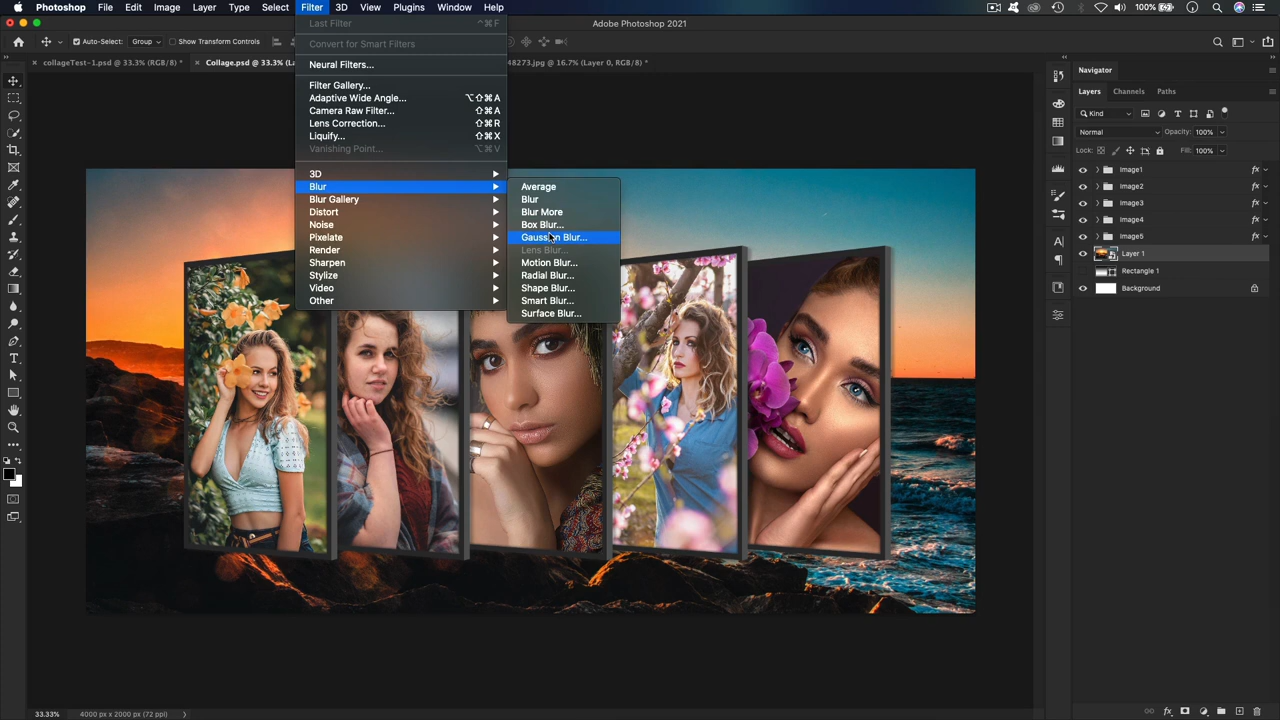 Photoshop File Edit Image Layer Type Select Filter 3D View Plugins Window Help 100%
Adobe Photoshop 2021
Auto-Select: Group Show Transform Controls
collageTest-1.psd @ 33.3% (RGB/8) *
Collage.psd @ 33.3% (La
48273.jpg @ 16.7% (Layer 0, RGB/8) *
Last Filter ^⌘F
Convert for Smart Filters
Neural Filters...
Filter Gallery...
Adaptive Wide Angle... ⌥⇧⌘A
Camera Raw Filter... ⇧⌘A
Lens Correction... ⇧⌘R
Liquify... ⇧⌘X
Vanishing Point... ⌥⌘V
3D
Blur
Blur Gallery
Distort
Noise
Pixelate
Render
Sharpen
Stylize
Video
Other
Average
Blur
Blur More
Box Blur...
Gaussian Blur...
Lens Blur...
Motion Blur...
Radial Blur...
Shape Blur...
Smart Blur...
Surface Blur...
Navigator
Layers Channels Paths
Kind
Normal Opacity: 100%
Lock: Fill: 100%
Image1 fx
Image2 fx
Image3 fx
Image4 fx
Image5 fx
Layer 1
Rectangle 1
Background
33.33% 4000 px x 2000 px (72 ppi)